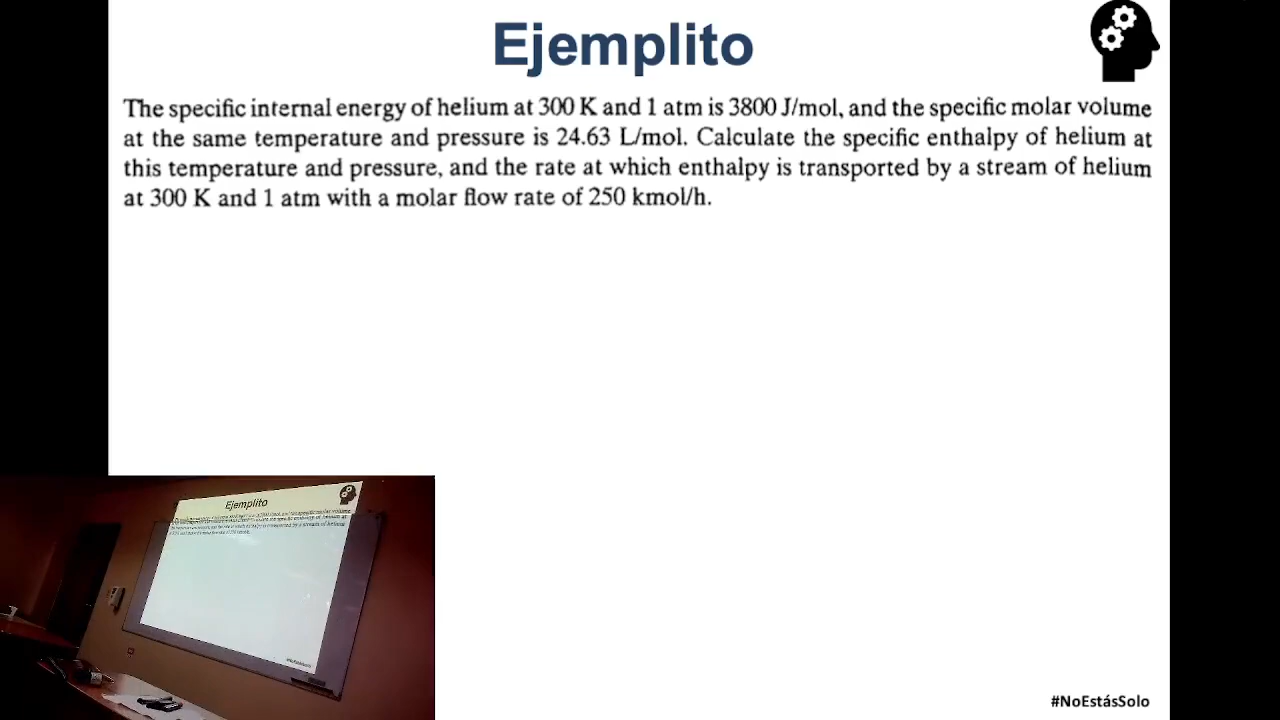 Ejemplito
The specific internal energy of helium at 300 K and 1 atm is 3800 J/mol, and the specific molar volume
at the same temperature and pressure is 24.63 L/mol. Calculate the specific enthalpy of helium at
this temperature and pressure, and the rate at which enthalpy is transported by a stream of helium
at 300 K and 1 atm with a molar flow rate of 250 kmol/h.
Ejemplito
#NoEstásSolo